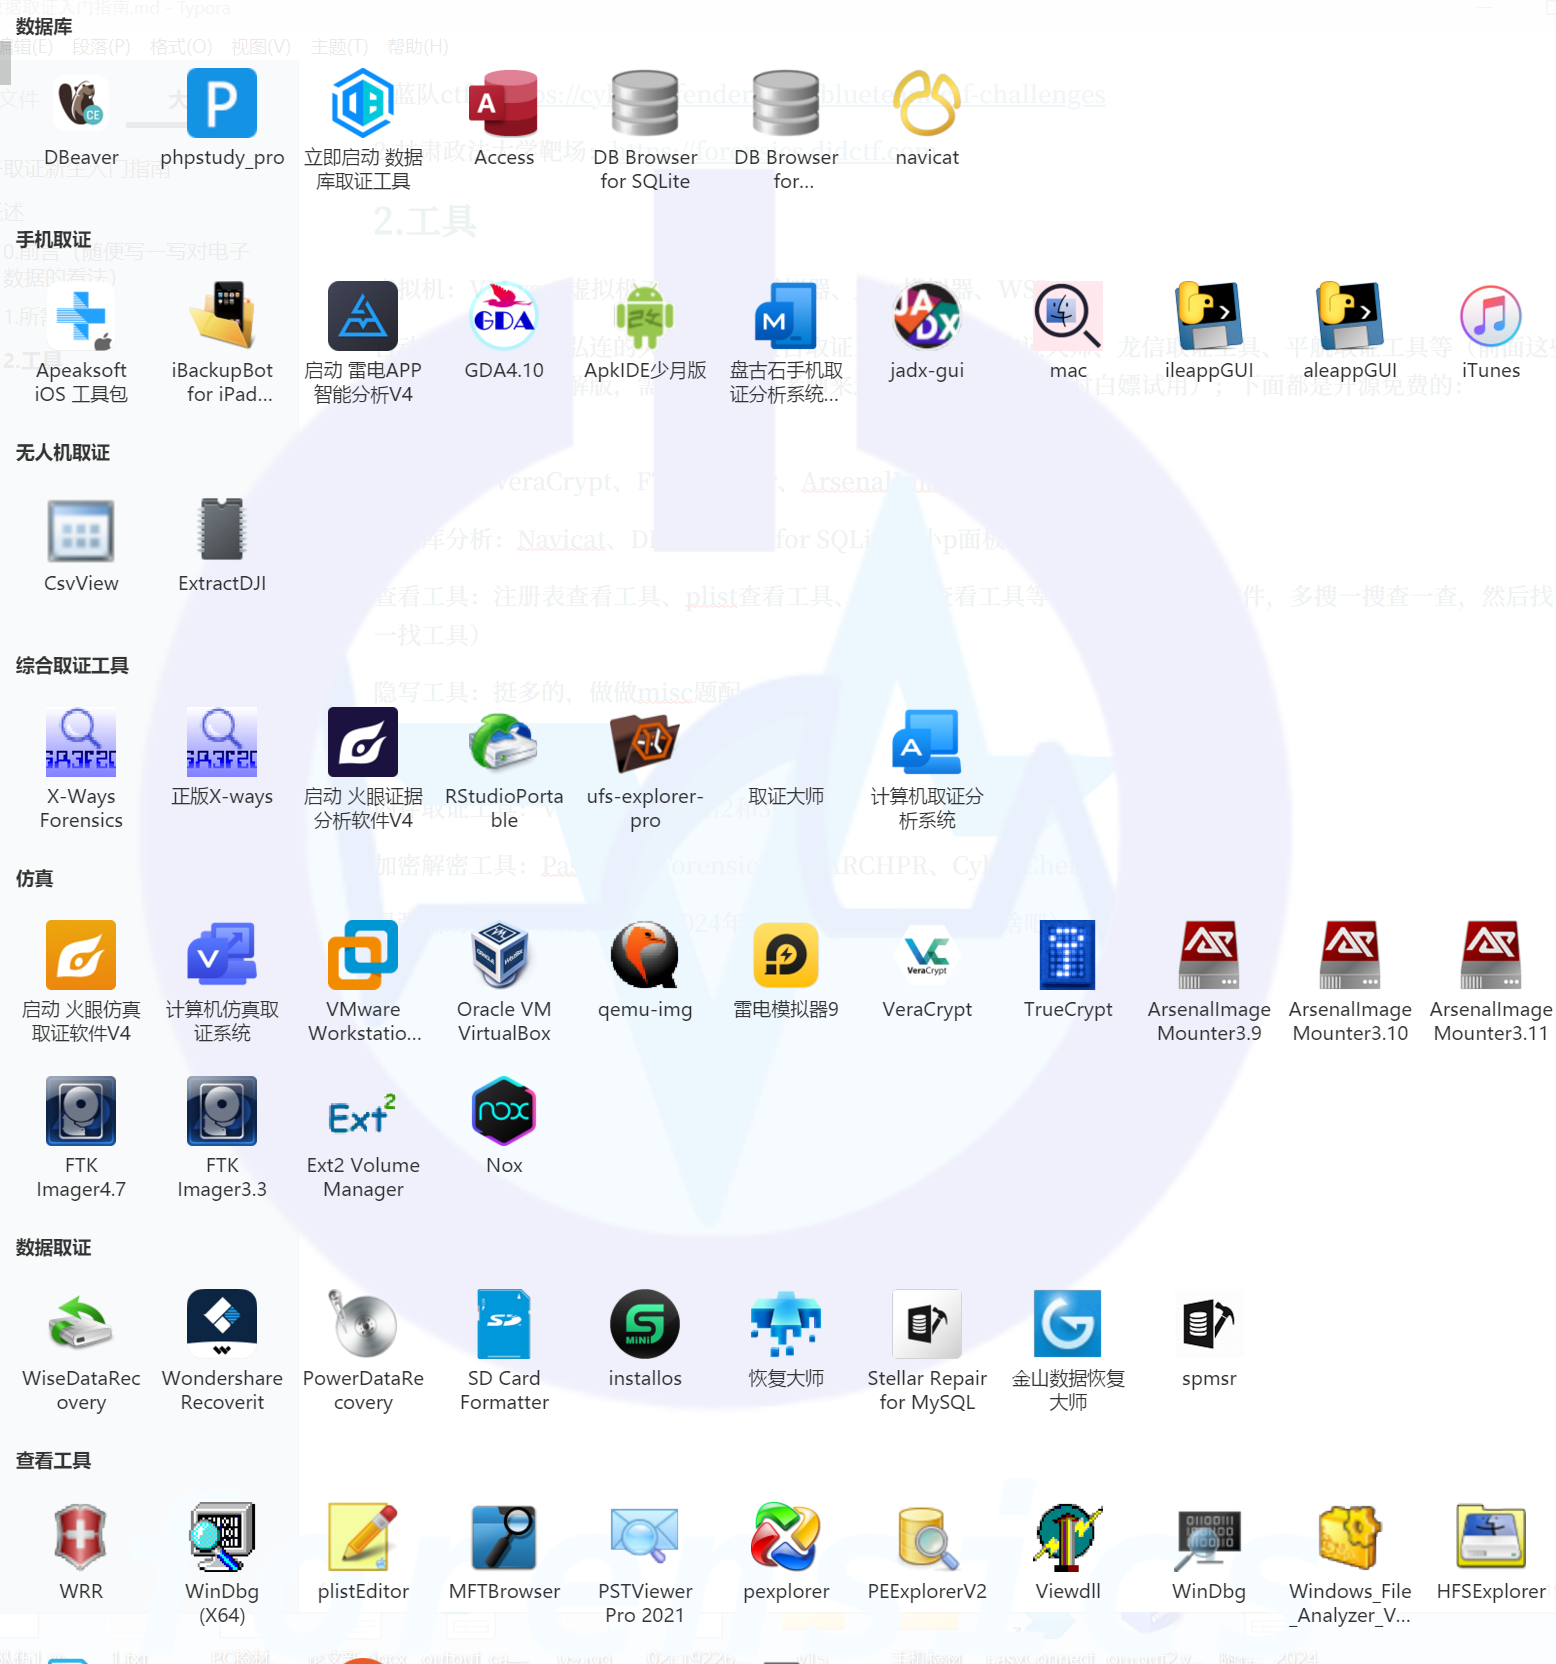 数据库
DBeaver
phpstudy_pro
立即启动 数据
库取证工具
Access
DB Browser
for SQLite
DB Browser
for...
navicat
手机取证
Apeaksoft
iOS 工具包
iBackupBot
for iPad...
启动 雷电APP
智能分析V4
GDA4.10
ApkIDE少月版
盘古石手机取
证分析系统...
jadx-gui
mac
ileappGUI
aleappGUI
iTunes
无人机取证
CsvView
ExtractDJI
综合取证工具
X-Ways
Forensics
正版X-ways
启动 火眼证据
分析软件V4
RStudioPorta
ble
ufs-explorer-
pro
取证大师
计算机取证分
析系统
仿真
启动 火眼仿真
取证软件V4
计算机仿真取
证系统
VMware
Workstatio...
Oracle VM
VirtualBox
qemu-img
雷电模拟器9
VeraCrypt
TrueCrypt
ArsenalImage
Mounter3.9
ArsenalImage
Mounter3.10
ArsenalImage
Mounter3.11
FTK
Imager4.7
FTK
Imager3.3
Ext2 Volume
Manager
Nox
数据取证
WiseDataRec
overy
Wondershare
Recoverit
PowerDataRe
covery
SD Card
Formatter
installos
恢复大师
Stellar Repair
for MySQL
金山数据恢复
大师
spmsr
查看工具
WRR
WinDbg
(X64)
plistEditor
MFTBrowser
PSTViewer
Pro 2021
pexplorer
PEExplorerV2
Viewdll
WinDbg
Windows_File
_Analyzer_V...
HFSExplorer